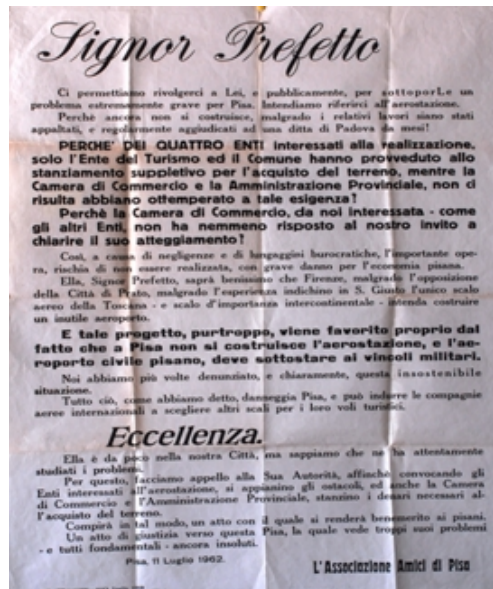 Signor Prefetto
Ci permettiamo rivolgerci a Lei, e pubblicamente, per sottoporLe un
problema estremamente grave per Pisa. Intendiamo riferirci all'aerostazione.
Perchè ancora non si costruisce, malgrado i relativi lavori siano stati
appaltati, e regolarmente aggiudicati ad una ditta di Padova da mesi!
PERCHE' DEI QUATTRO ENTI interessati alla realizzazione,
solo l'Ente del Turismo ed il Comune hanno provveduto allo
stanziamento suppletivo per l'acquisto del terreno, mentre la
Camera di Commercio e la Amministrazione Provinciale, non ci
risulta abbiano ottemperato a tale esigenza?
Perchè la Camera di Commercio, da noi interessata - come
gli altri Enti, non ha nemmeno risposto al nostro invito a
chiarire il suo atteggiamento?
Così, a causa di negligenze e di lungaggini burocratiche, l'importante ope-
ra, rischia di non essere realizzata, con grave danno per l'economia pisana.
Ella, Signor Prefetto, saprà benissimo che Firenze, malgrado l'opposizione
della Città di Prato, malgrado l'esperienza indichino in S. Giusto l'unico scalo
aereo della Toscana - e scalo d'importanza intercontinentale - intenda costruire
un inutile aeroporto.
E tale progetto, purtroppo, viene favorito proprio dal
fatto che a Pisa non si costruisce l'aerostazione, e l'ae-
roporto civile pisano, deve sottostare ai vincoli militari.
Noi abbiamo più volte denunziato, e chiaramente, questa insostenibile
situazione.
Tutto ciò, come abbiamo detto, danneggia Pisa, e può indurre le compagnie
aeree internazionali a scegliere altri scali per i loro voli turistici.
Eccellenza.
Ella è da poco nella nostra Città, ma sappiamo che ne ha attentamente
studiati i problemi.
Per questo, facciamo appello alla Sua Autorità, affinchè convocando gli
Enti interessati all'aerostazione, si appianino gli ostacoli, ed anche la Camera
di Commercio e l'Amministrazione Provinciale, stanzino i denari necessari al-
l'acquisto del terreno.
Compirà in tal modo, un atto con il quale si renderà benemerito ai pisani.
Un atto di giustizia verso questa Pisa, la quale vede troppi suoi problemi
- e tutti fondamentali - ancora insoluti.
Pisa, 11 Luglio 1962.
L'Associazione Amici di Pisa